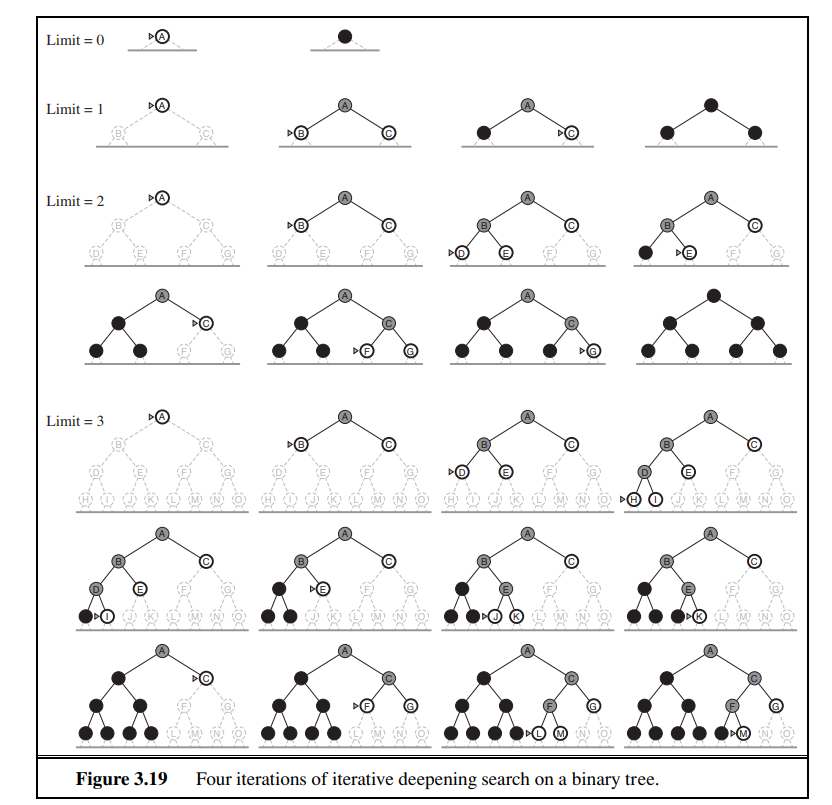 Limit = 0 A
Limit = 1 A A A
B C B C C
Limit = 2 A A A A
B C B C B C B C
D E F G D E F G D E F G E F G
A A A
C C C
F G F G G
Limit = 3 A A A A
B C B C B C B C
D E F G D E F G D E F G D E F G
H I J K L M N O H I J K L M N O H I J K L M N O H I J K L M N O
A A A A
B C B C B C B C
D E F G E F G E F G E F G
I J K L M N O J K L M N O J K L M N O K L M N O
A A A A
C C C C
F G F G F G F G
L M N O L M N O L M N O M N O
Figure 3.19 Four iterations of iterative deepening search on a binary tree.